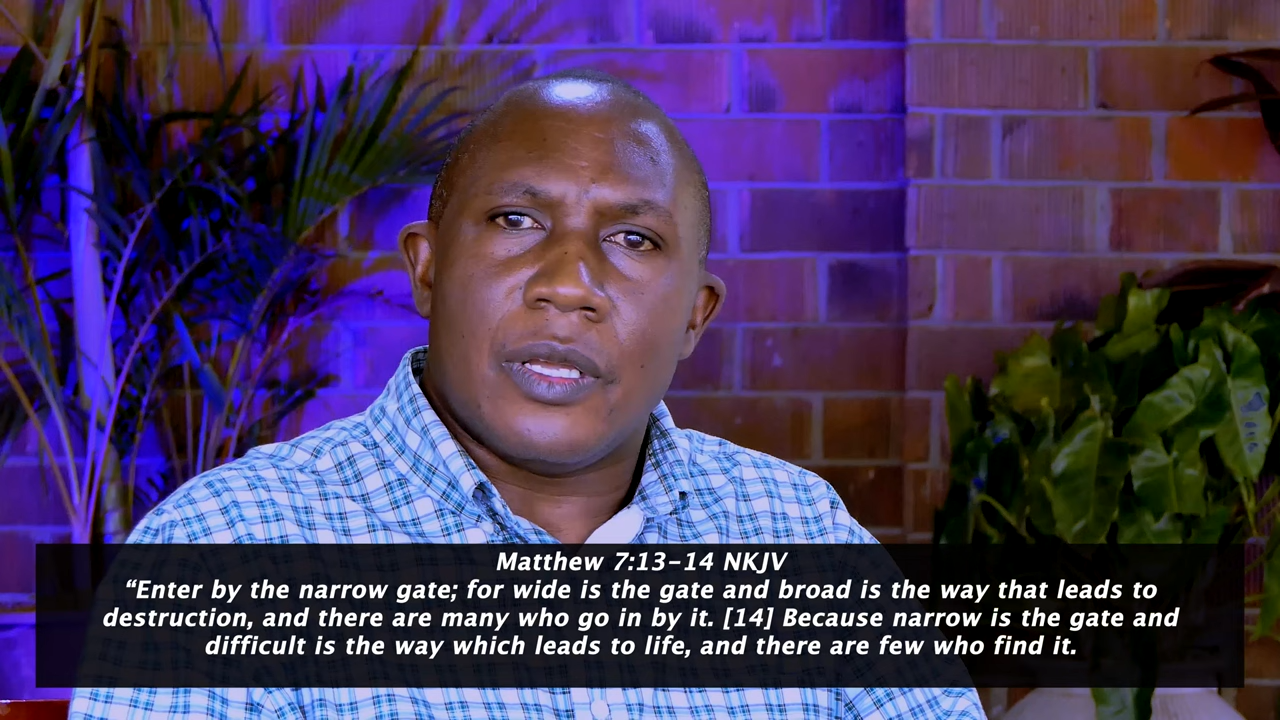 Matthew 7:13-14 NKJV
“Enter by the narrow gate; for wide is the gate and broad is the way that leads to
destruction, and there are many who go in by it. [14] Because narrow is the gate and
difficult is the way which leads to life, and there are few who find it.